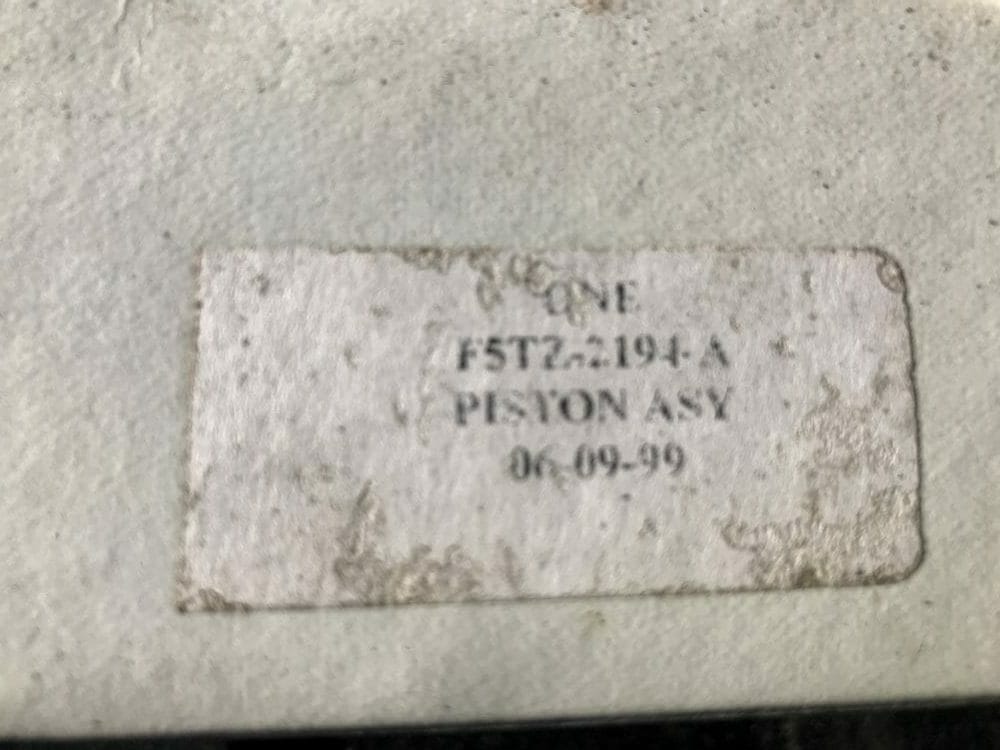 ONE
F5TZ-2194-A
PISTON ASY
06-09-99